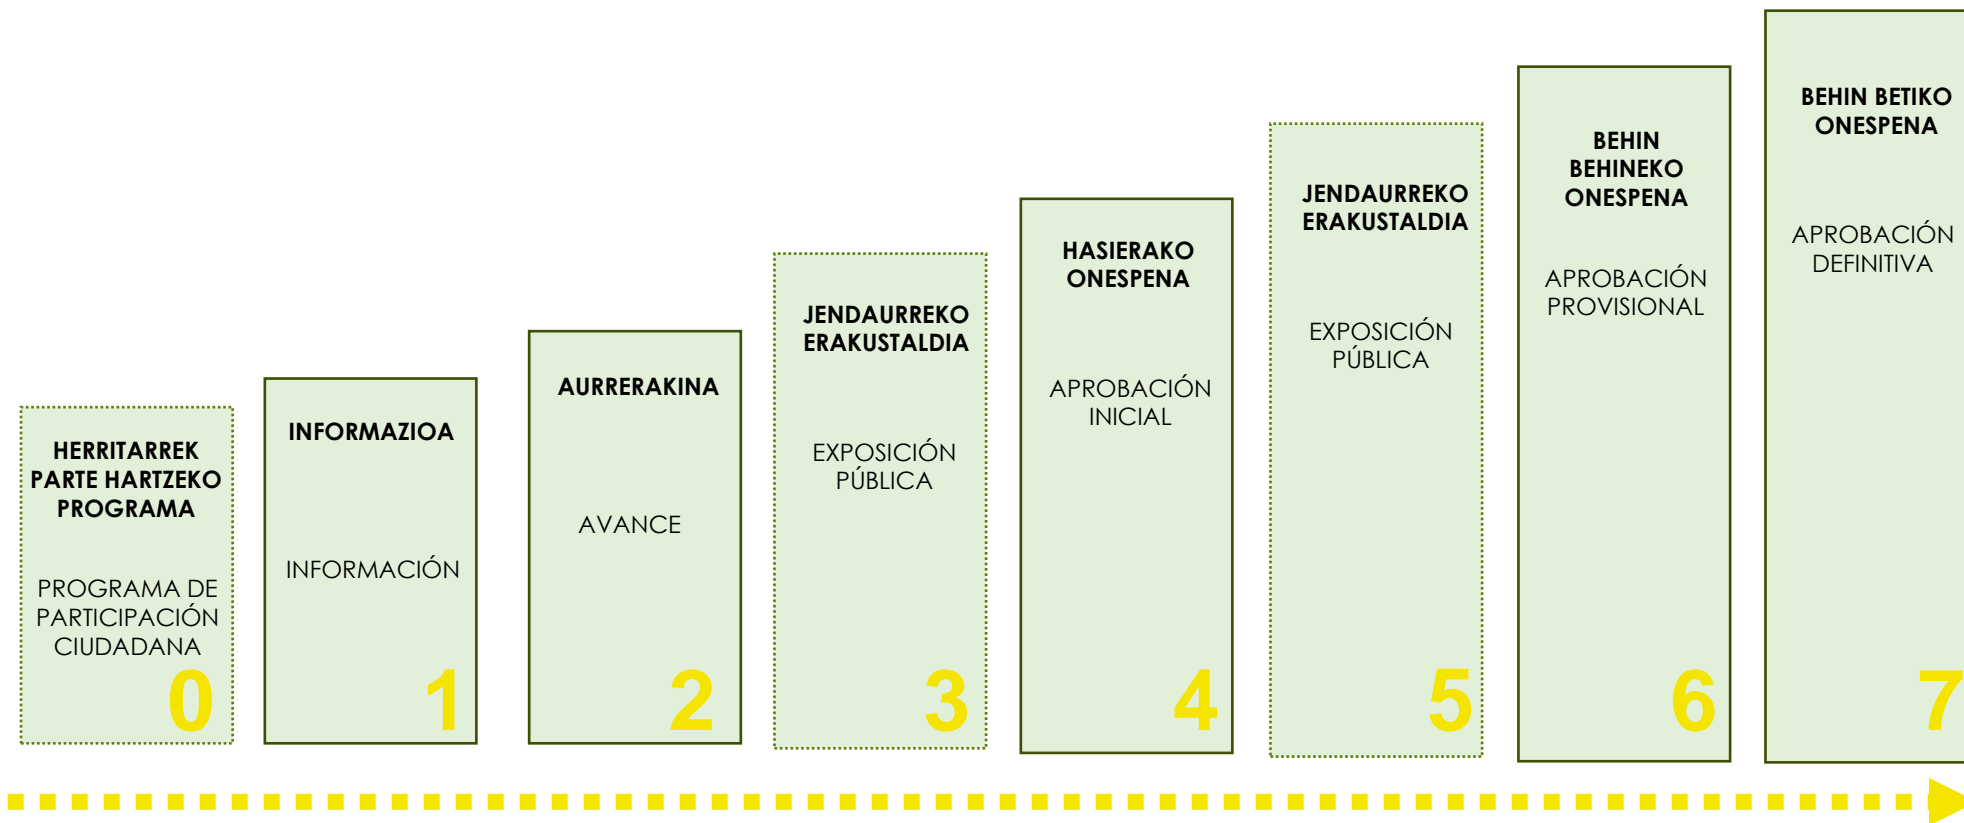 HERRITARREK
PARTE HARTZEKO
PROGRAMA
PROGRAMA DE
PARTICIPACIÓN
CIUDADANA
0
INFORMAZIOA
INFORMACIÓN
1
AURRERAKINA
AVANCE
2
JENDAURREKO
ERAKUSTALDIA
EXPOSICIÓN
PÚBLICA
3
HASIERAKO
ONESPENA
APROBACIÓN
INICIAL
4
JENDAURREKO
ERAKUSTALDIA
EXPOSICIÓN
PÚBLICA
5
BEHIN
BEHINEKO
ONESPENA
APROBACIÓN
PROVISIONAL
6
BEHIN BETIKO
ONESPENA
APROBACIÓN
DEFINITIVA
7